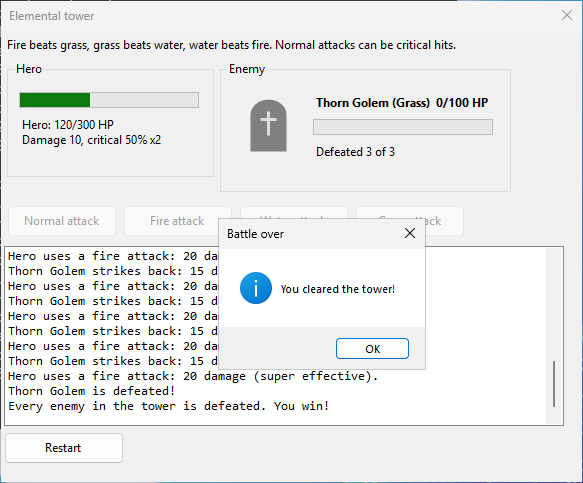 Elemental tower
Fire beats grass, grass beats water, water beats fire. Normal attacks can be critical hits.
Hero
Hero: 120/300 HP
Damage 10, critical 50% x2
Enemy
Thorn Golem (Grass) 0/100 HP
Defeated 3 of 3
Normal attack
Fire attack
Hero uses a fire attack: 20
Thorn Golem strikes back: 15
Hero uses a fire attack: 20
Thorn Golem strikes back: 15
Hero uses a fire attack: 20
Thorn Golem strikes back: 15
Hero uses a fire attack: 20
Thorn Golem strikes back: 15
Hero uses a fire attack: 20 damage (super effective).
Thorn Golem is defeated!
Every enemy in the tower is defeated. You win!
Battle over
You cleared the tower!
OK
Restart